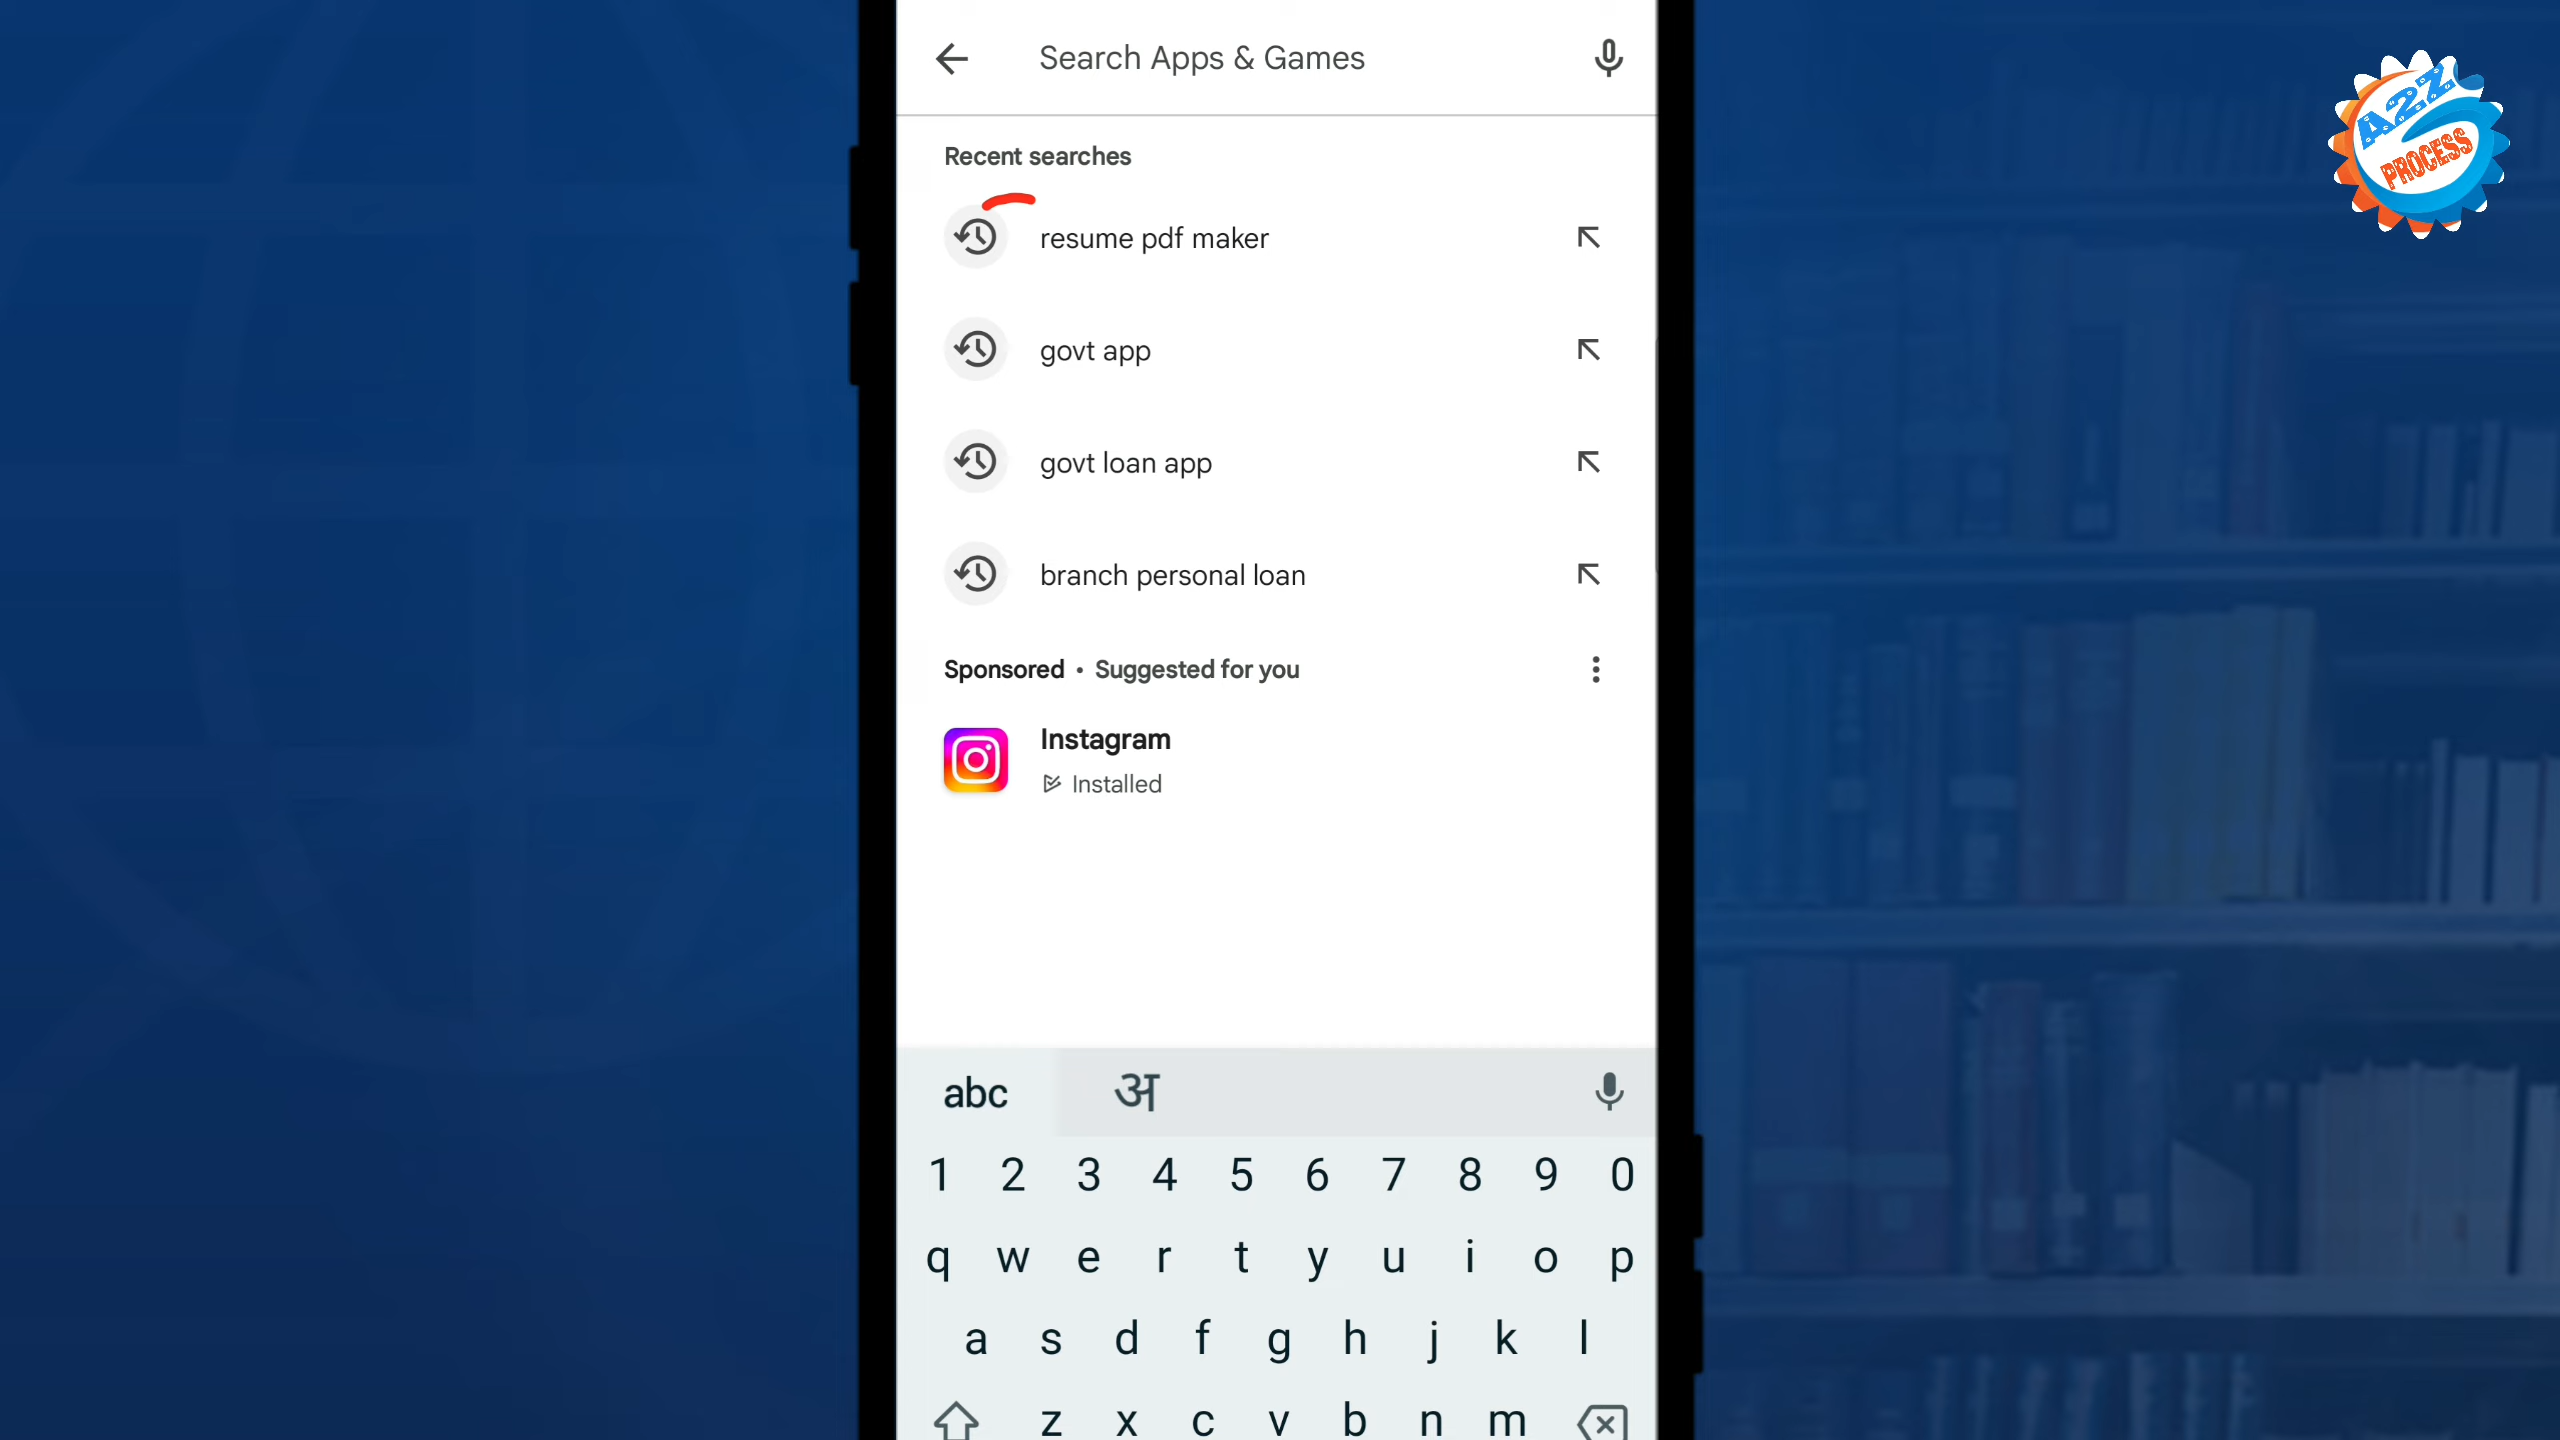 Search Apps & Games
A2Z
PROCESS
Recent searches
resume pdf maker
govt app
govt loan app
branch personal loan
Sponsored • Suggested for you
Instagram
Installed
abc अ
1 2 3 4 5 6 7 8 9 0
q w e r t y u i o p
a s d f g h j k l
z x c v b n m